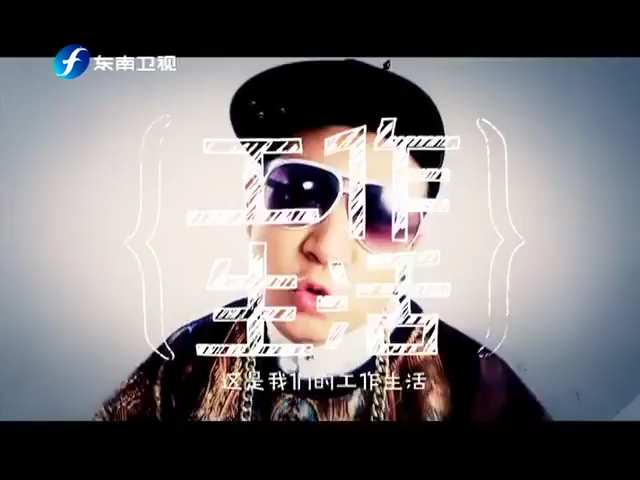 东南卫视
工作
生活
这是我们的工作生活